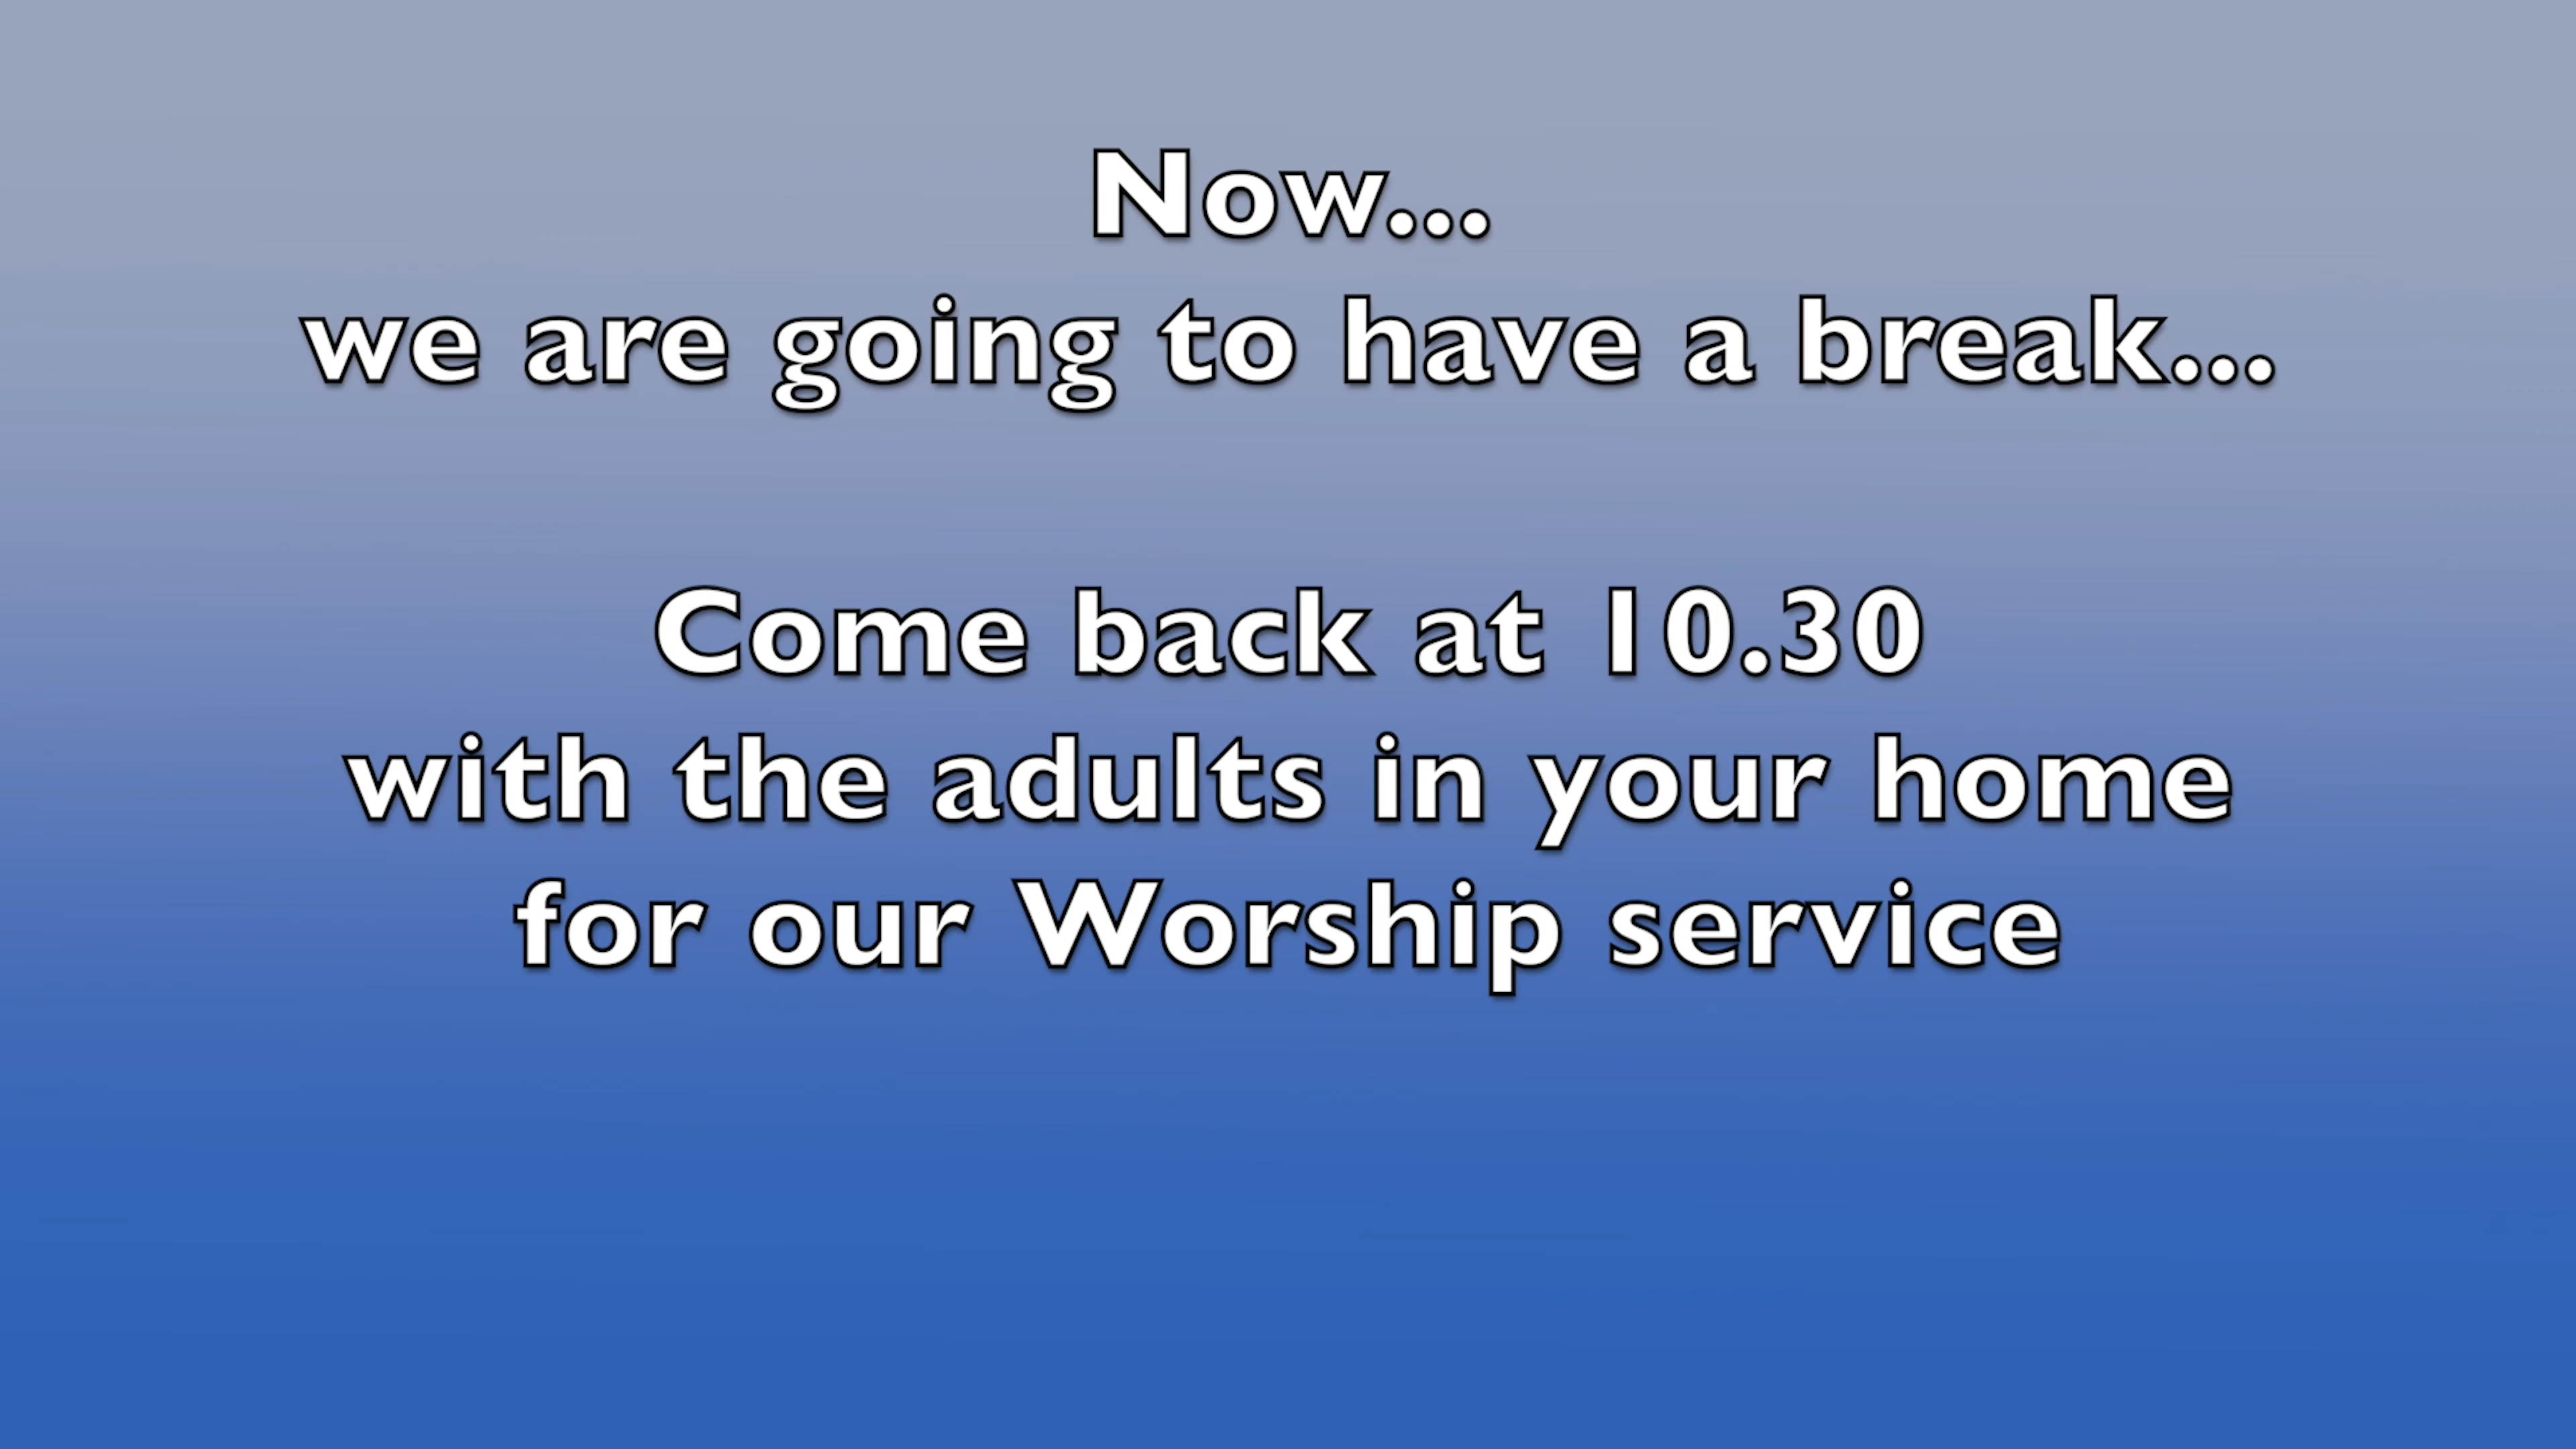 Now...
we are going to have a break...
Come back at 10.30
with the adults in your home
for our Worship service